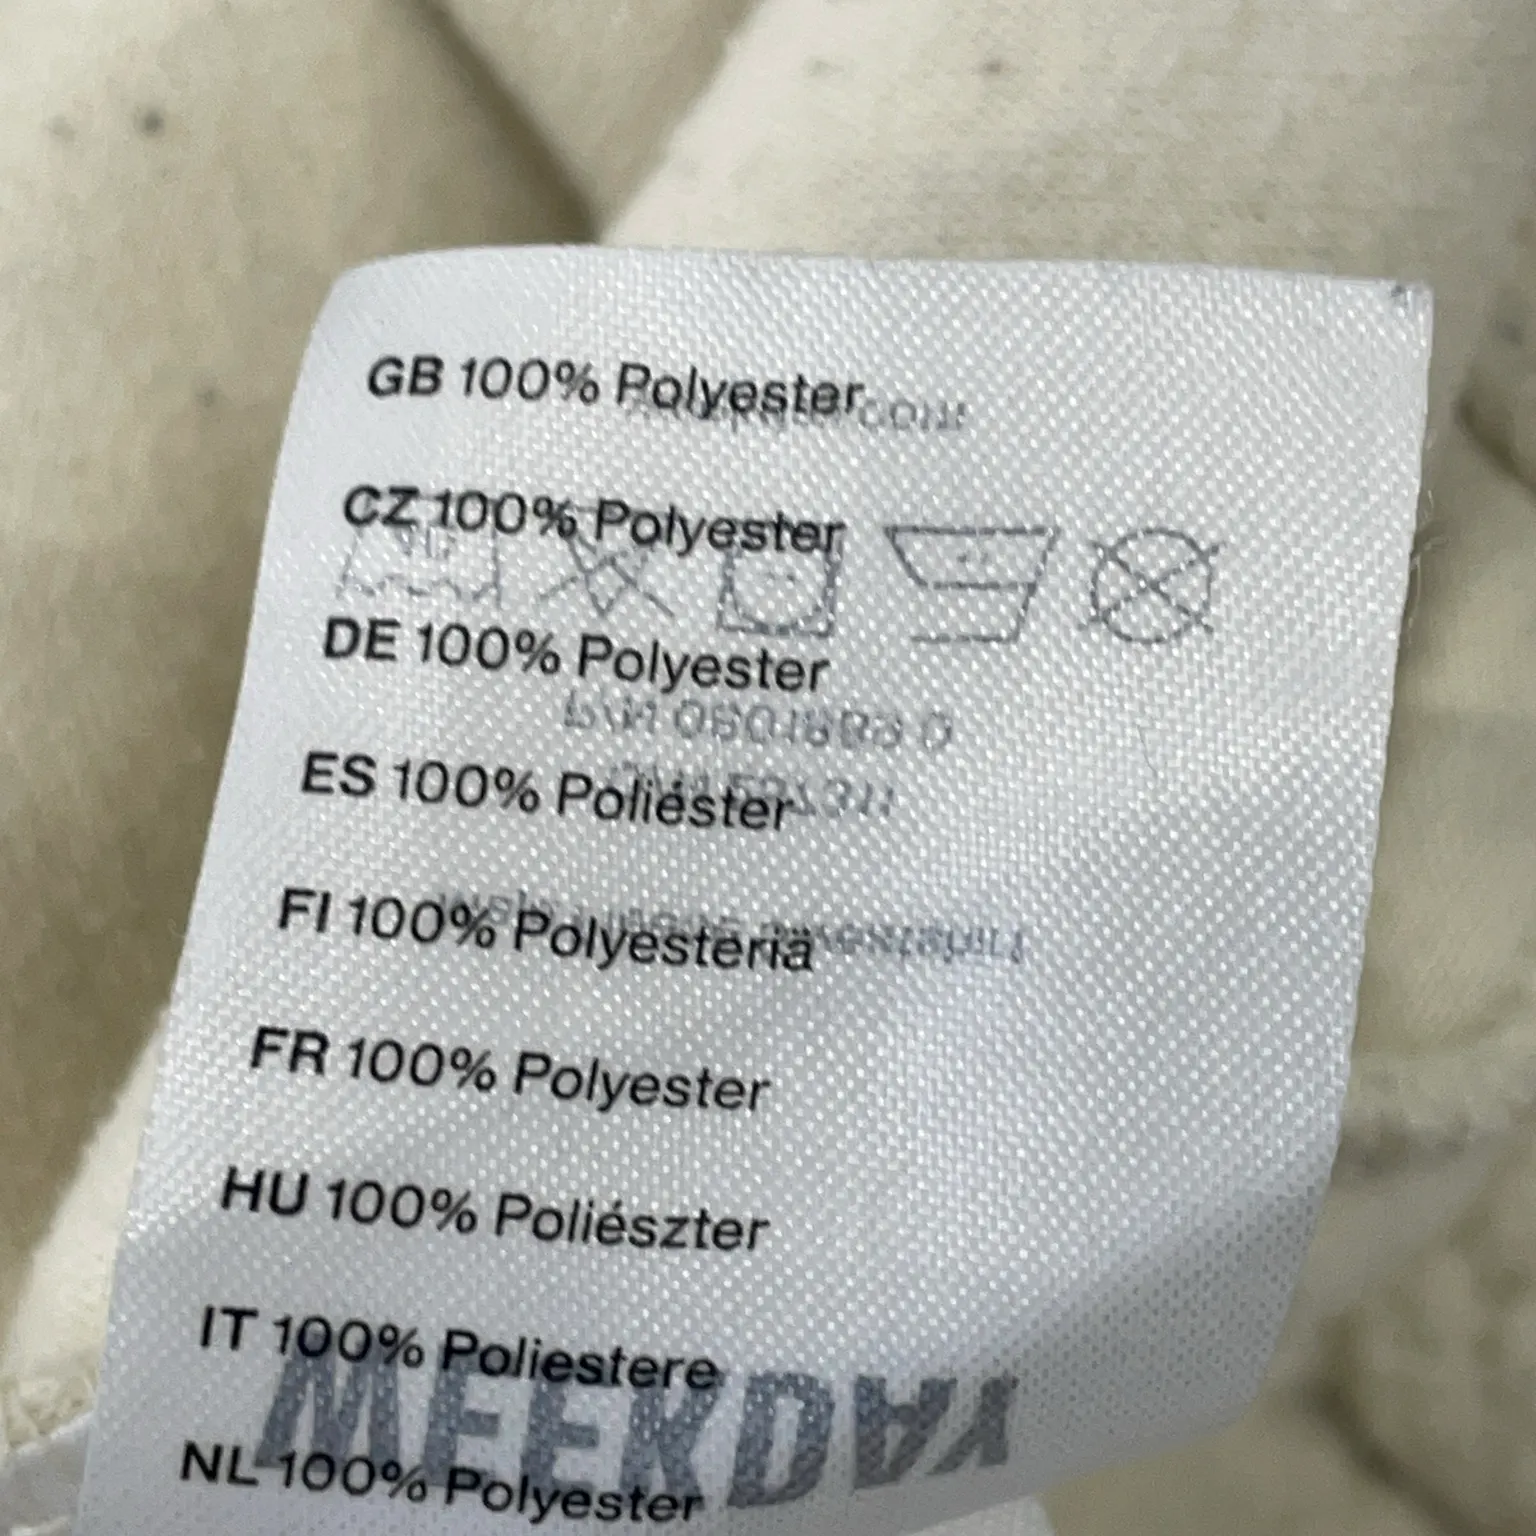 GB 100% Polyester
CZ 100% Polyester
DE 100% Polyester
ES 100% Poliéster
FI 100% Polyesteriä
FR 100% Polyester
HU 100% Poliészter
IT 100% Poliestere
NL 100% Polyester
WEEKDAY